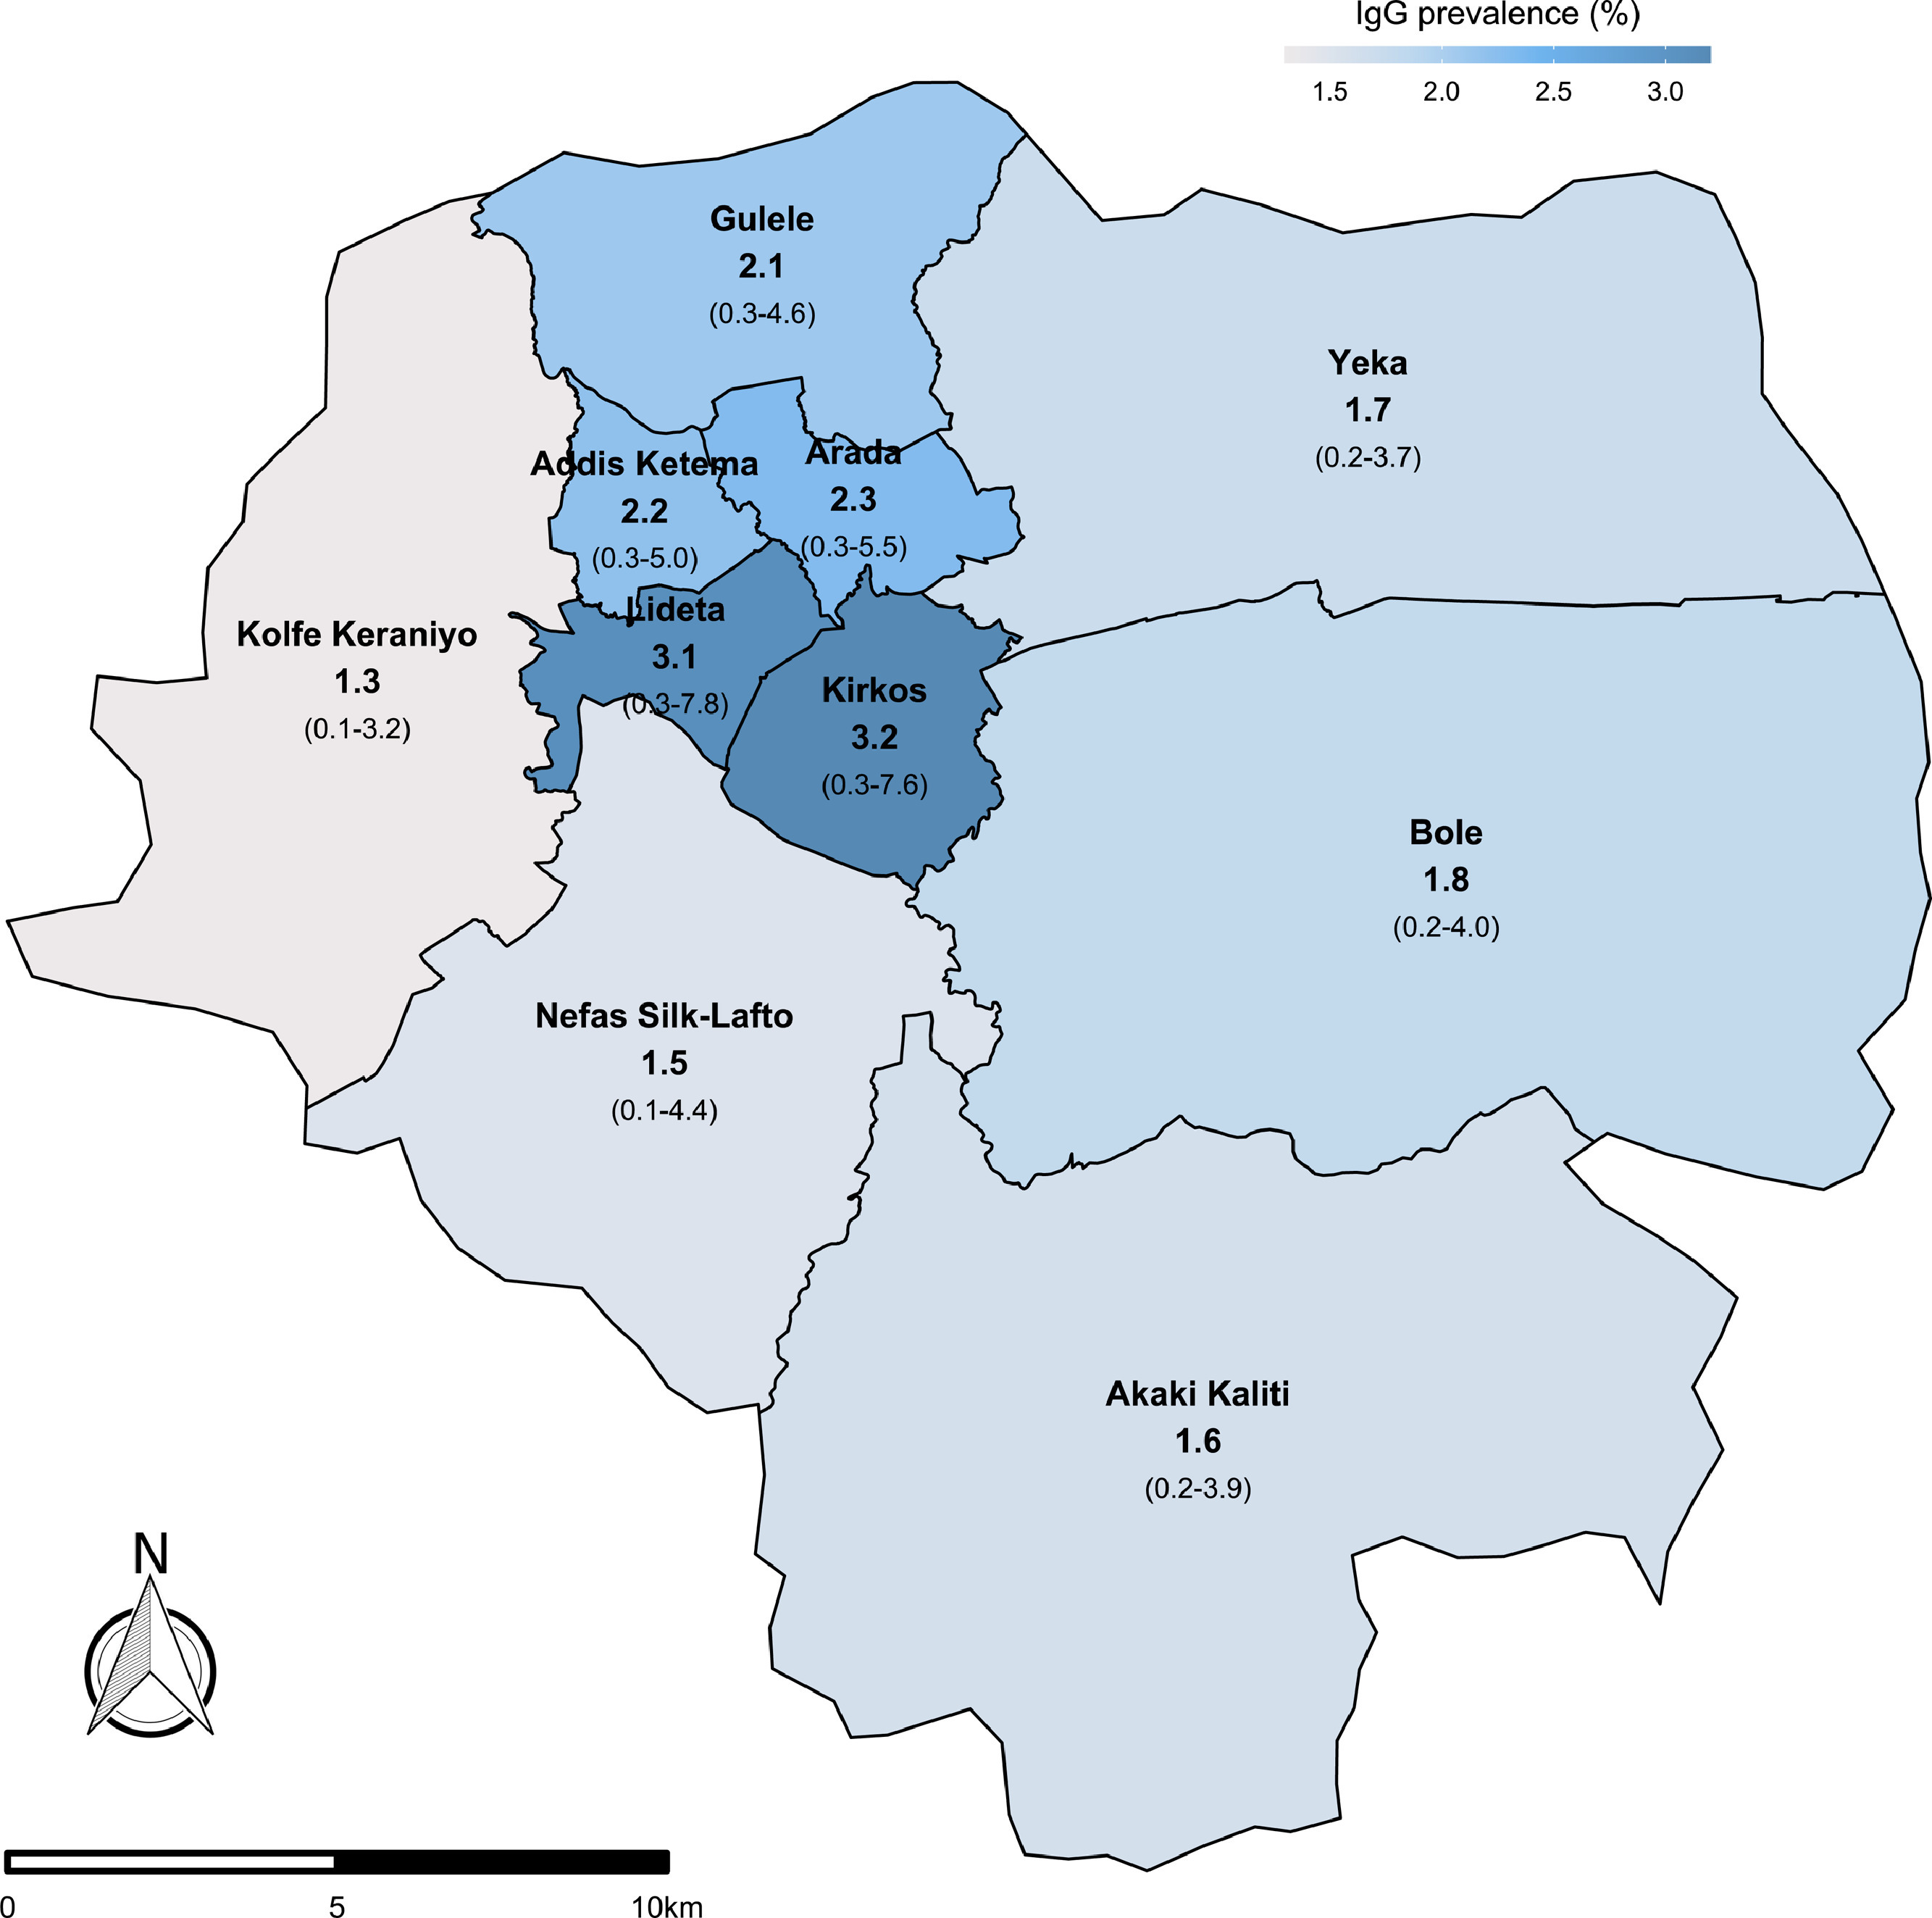 IgG prevalence (%)
1.5 2.0 2.5 3.0
Gulele
2.1
(0.3-4.6)
Yeka
1.7
(0.2-3.7)
Addis Ketema
2.2
(0.3-5.0)
Arada
2.3
(0.3-5.5)
Lideta
3.1
(0.3-7.8)
Kolfe Keraniyo
1.3
(0.1-3.2)
Kirkos
3.2
(0.3-7.6)
Bole
1.8
(0.2-4.0)
Nefas Silk-Lafto
1.5
(0.1-4.4)
Akaki Kaliti
1.6
(0.2-3.9)
N
0 5 10km